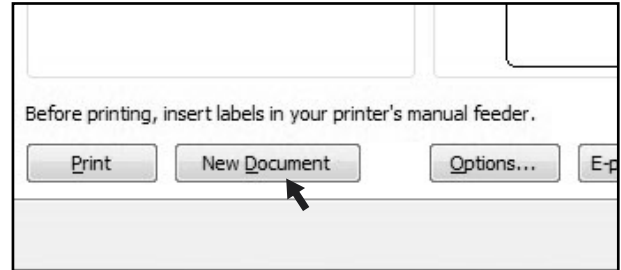 Before printing, insert labels in your printer's manual feeder.
Print New Document Options... E-p